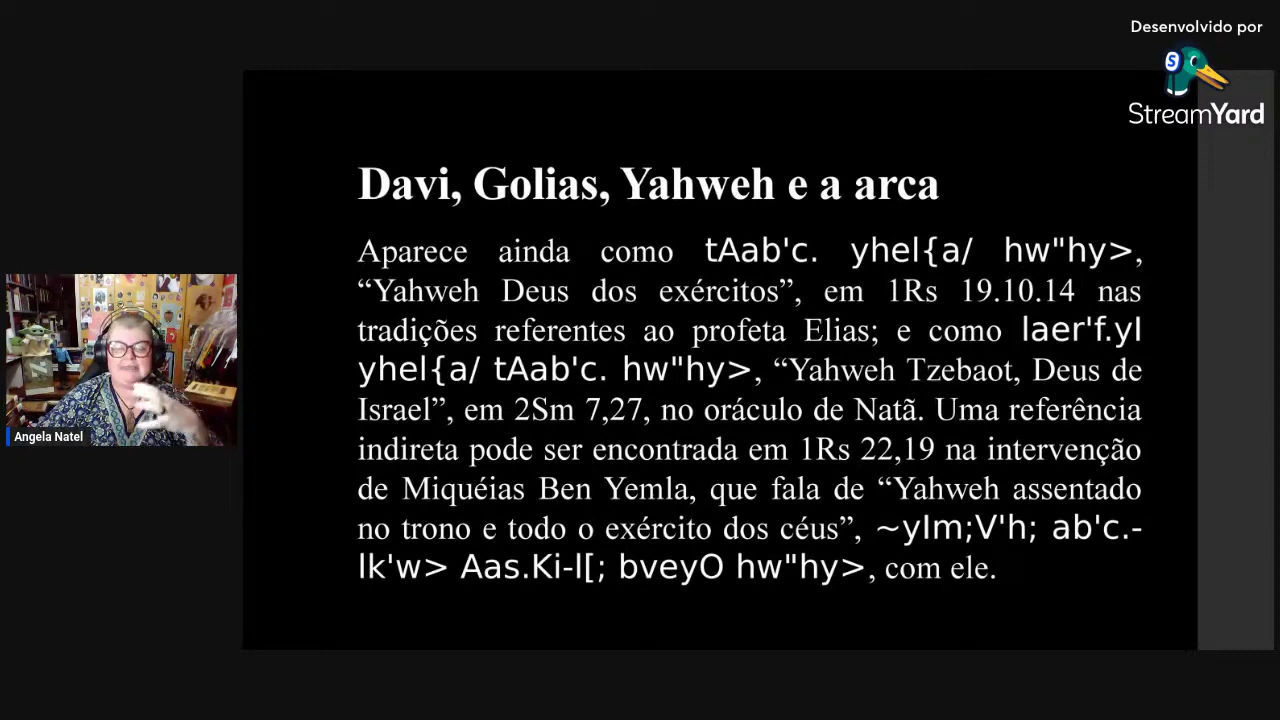 Desenvolvido por
StreamYard
Davi, Golias, Yahweh e a arca
Aparece ainda como tAab'c. yhel{a/ hw"hy>,
“Yahweh Deus dos exércitos”, em 1Rs 19.10.14 nas
tradições referentes ao profeta Elias; e como laer'f.yI
yhel{a/ tAab'c. hw"hy>, “Yahweh Tzebaot, Deus de
Israel”, em 2Sm 7,27, no oráculo de Natã. Uma referência
indireta pode ser encontrada em 1Rs 22,19 na intervenção
de Miquéias Ben Yemla, que fala de “Yahweh assentado
no trono e todo o exército dos céus”, ~yIm;V'h; ab'c.-
lk'w> Aas.Ki-l[; bveyO hw"hy>, com ele.
Angela Natel